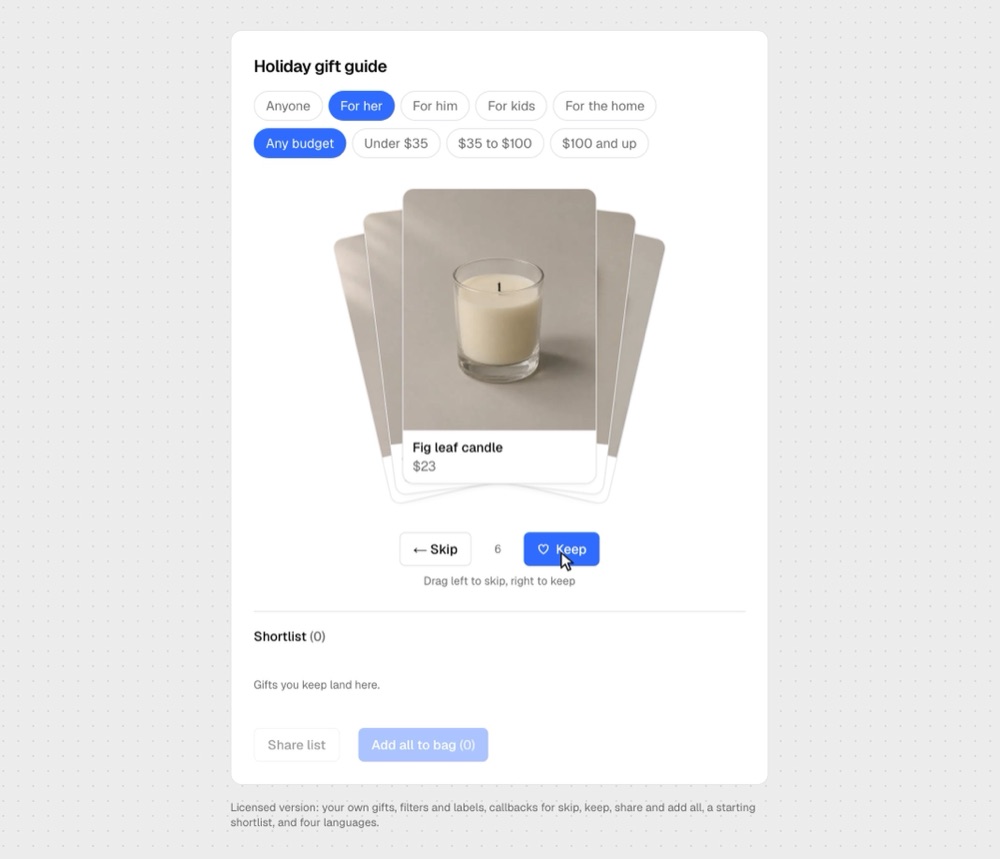 Holiday gift guide
Anyone For her For him For kids For the home
Any budget Under $35 $35 to $100 $100 and up
Fig leaf candle
$23
← Skip 6 ♡ Keep
Drag left to skip, right to keep
Shortlist (0)
Gifts you keep land here.
Share list Add all to bag (0)
Licensed version: your own gifts, filters and labels, callbacks for skip, keep, share and add all, a starting
shortlist, and four languages.